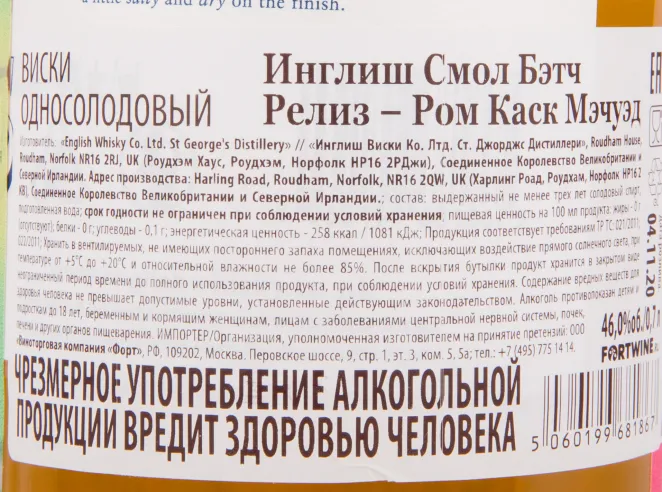 a little salty and dry on the finish.
ВИСКИ
ОДНОСОЛОДОВЫЙ
Инглиш Смол Бэтч
Релиз – Ром Каск Мэчуэд
Изготовитель: «English Whisky Co. Ltd. St George's Distillery» // «Инглиш Виски Ко. Лтд. Ст. Джорджс Дистиллери», Roudham House,
Roudham, Norfolk NR16 2RJ, UK (Роудхэм Хаус, Роудхэм, Норфолк НР16 2РДжи), Соединенное Королевство Великобритании и
Северной Ирландии. Адрес производства: Harling Road, Roudham, Norfolk, NR16 2QW, UK (Харлинг Роад, Роудхам, Норфолк НР16 2
КВ), Соединенное Королевство Великобритании и Северной Ирландии.; состав: выдержанный не менее трех лет солодовый спирт,
подготовленная вода; срок годности не ограничен при соблюдении условий хранения; пищевая ценность на 100 мл продукта: жиры - 0 г
(отсутствуют); белки - 0 г; углеводы - 0,1 г; энергетическая ценность - 258 ккал / 1081 кДж; Продукция соответствует требованиям ТР ТС: 021/2011;
022/2011; Хранить в вентилируемых, не имеющих постороннего запаха помещениях, исключающих воздействие прямого солнечного света, при
температуре от +5°С до +20°С и относительной влажности не более 85%. После вскрытия бутылки продукт хранится в закрытом виде
неограниченный период времени до полного использования продукта, при соблюдении условий хранения. Содержание вредных веществ для
здоровья человека не превышает допустимые уровни, установленные действующим законодательством. Алкоголь противопоказан детям и
подросткам до 18 лет, беременным и кормящим женщинам, лицам с заболеваниями центральной нервной системы, почек,
печени и других органов пищеварения. ИМПОРТЕР/Организация, уполномоченная изготовителем на принятие претензий: ООО
«Виноторговая компания «Форт», РФ, 109202, Москва. Перовское шоссе, 9, стр. 1, эт. 3, ком. 5, 5а; тел.: +7 (495) 775 14 14.
04.11.20
46,0%об./0,7 л
FORTWINE
ЧРЕЗМЕРНОЕ УПОТРЕБЛЕНИЕ АЛКОГОЛЬНОЙ
ПРОДУКЦИИ ВРЕДИТ ЗДОРОВЬЮ ЧЕЛОВЕКА
5 060199 681867